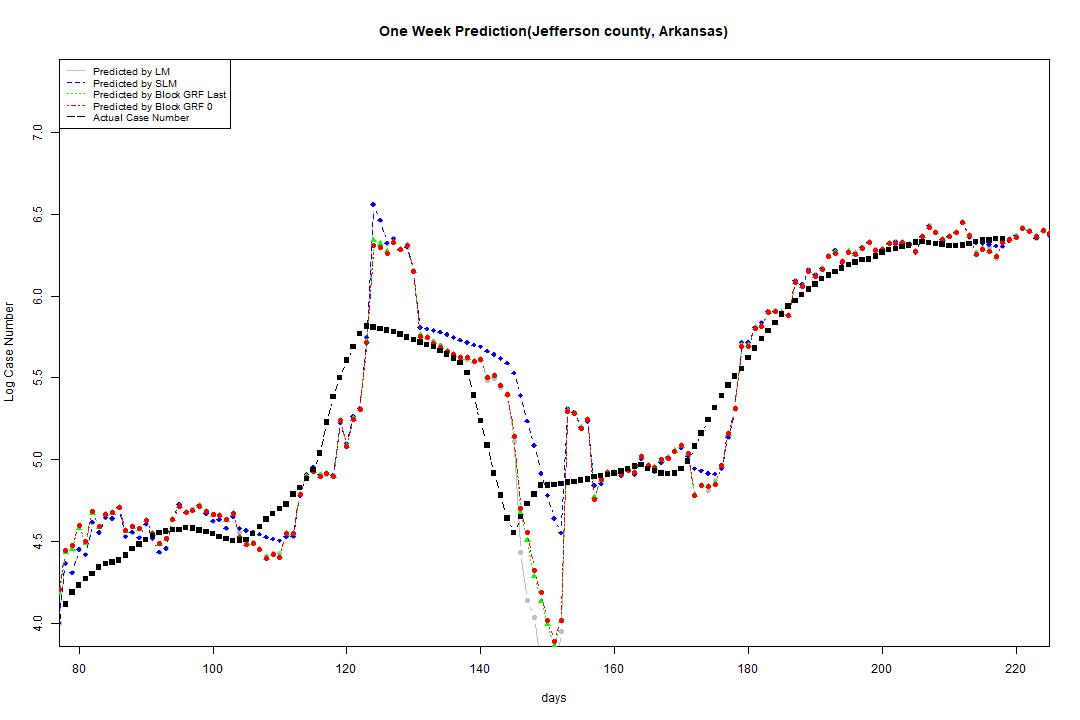 One Week Prediction(Jefferson county, Arkansas)
Predicted by LM
Predicted by SLM
Predicted by Block GRF Last
Predicted by Block GRF 0
Actual Case Number
Log Case Number
7.0
6.5
6.0
5.5
5.0
4.5
4.0
80 100 120 140 160 180 200 220
days